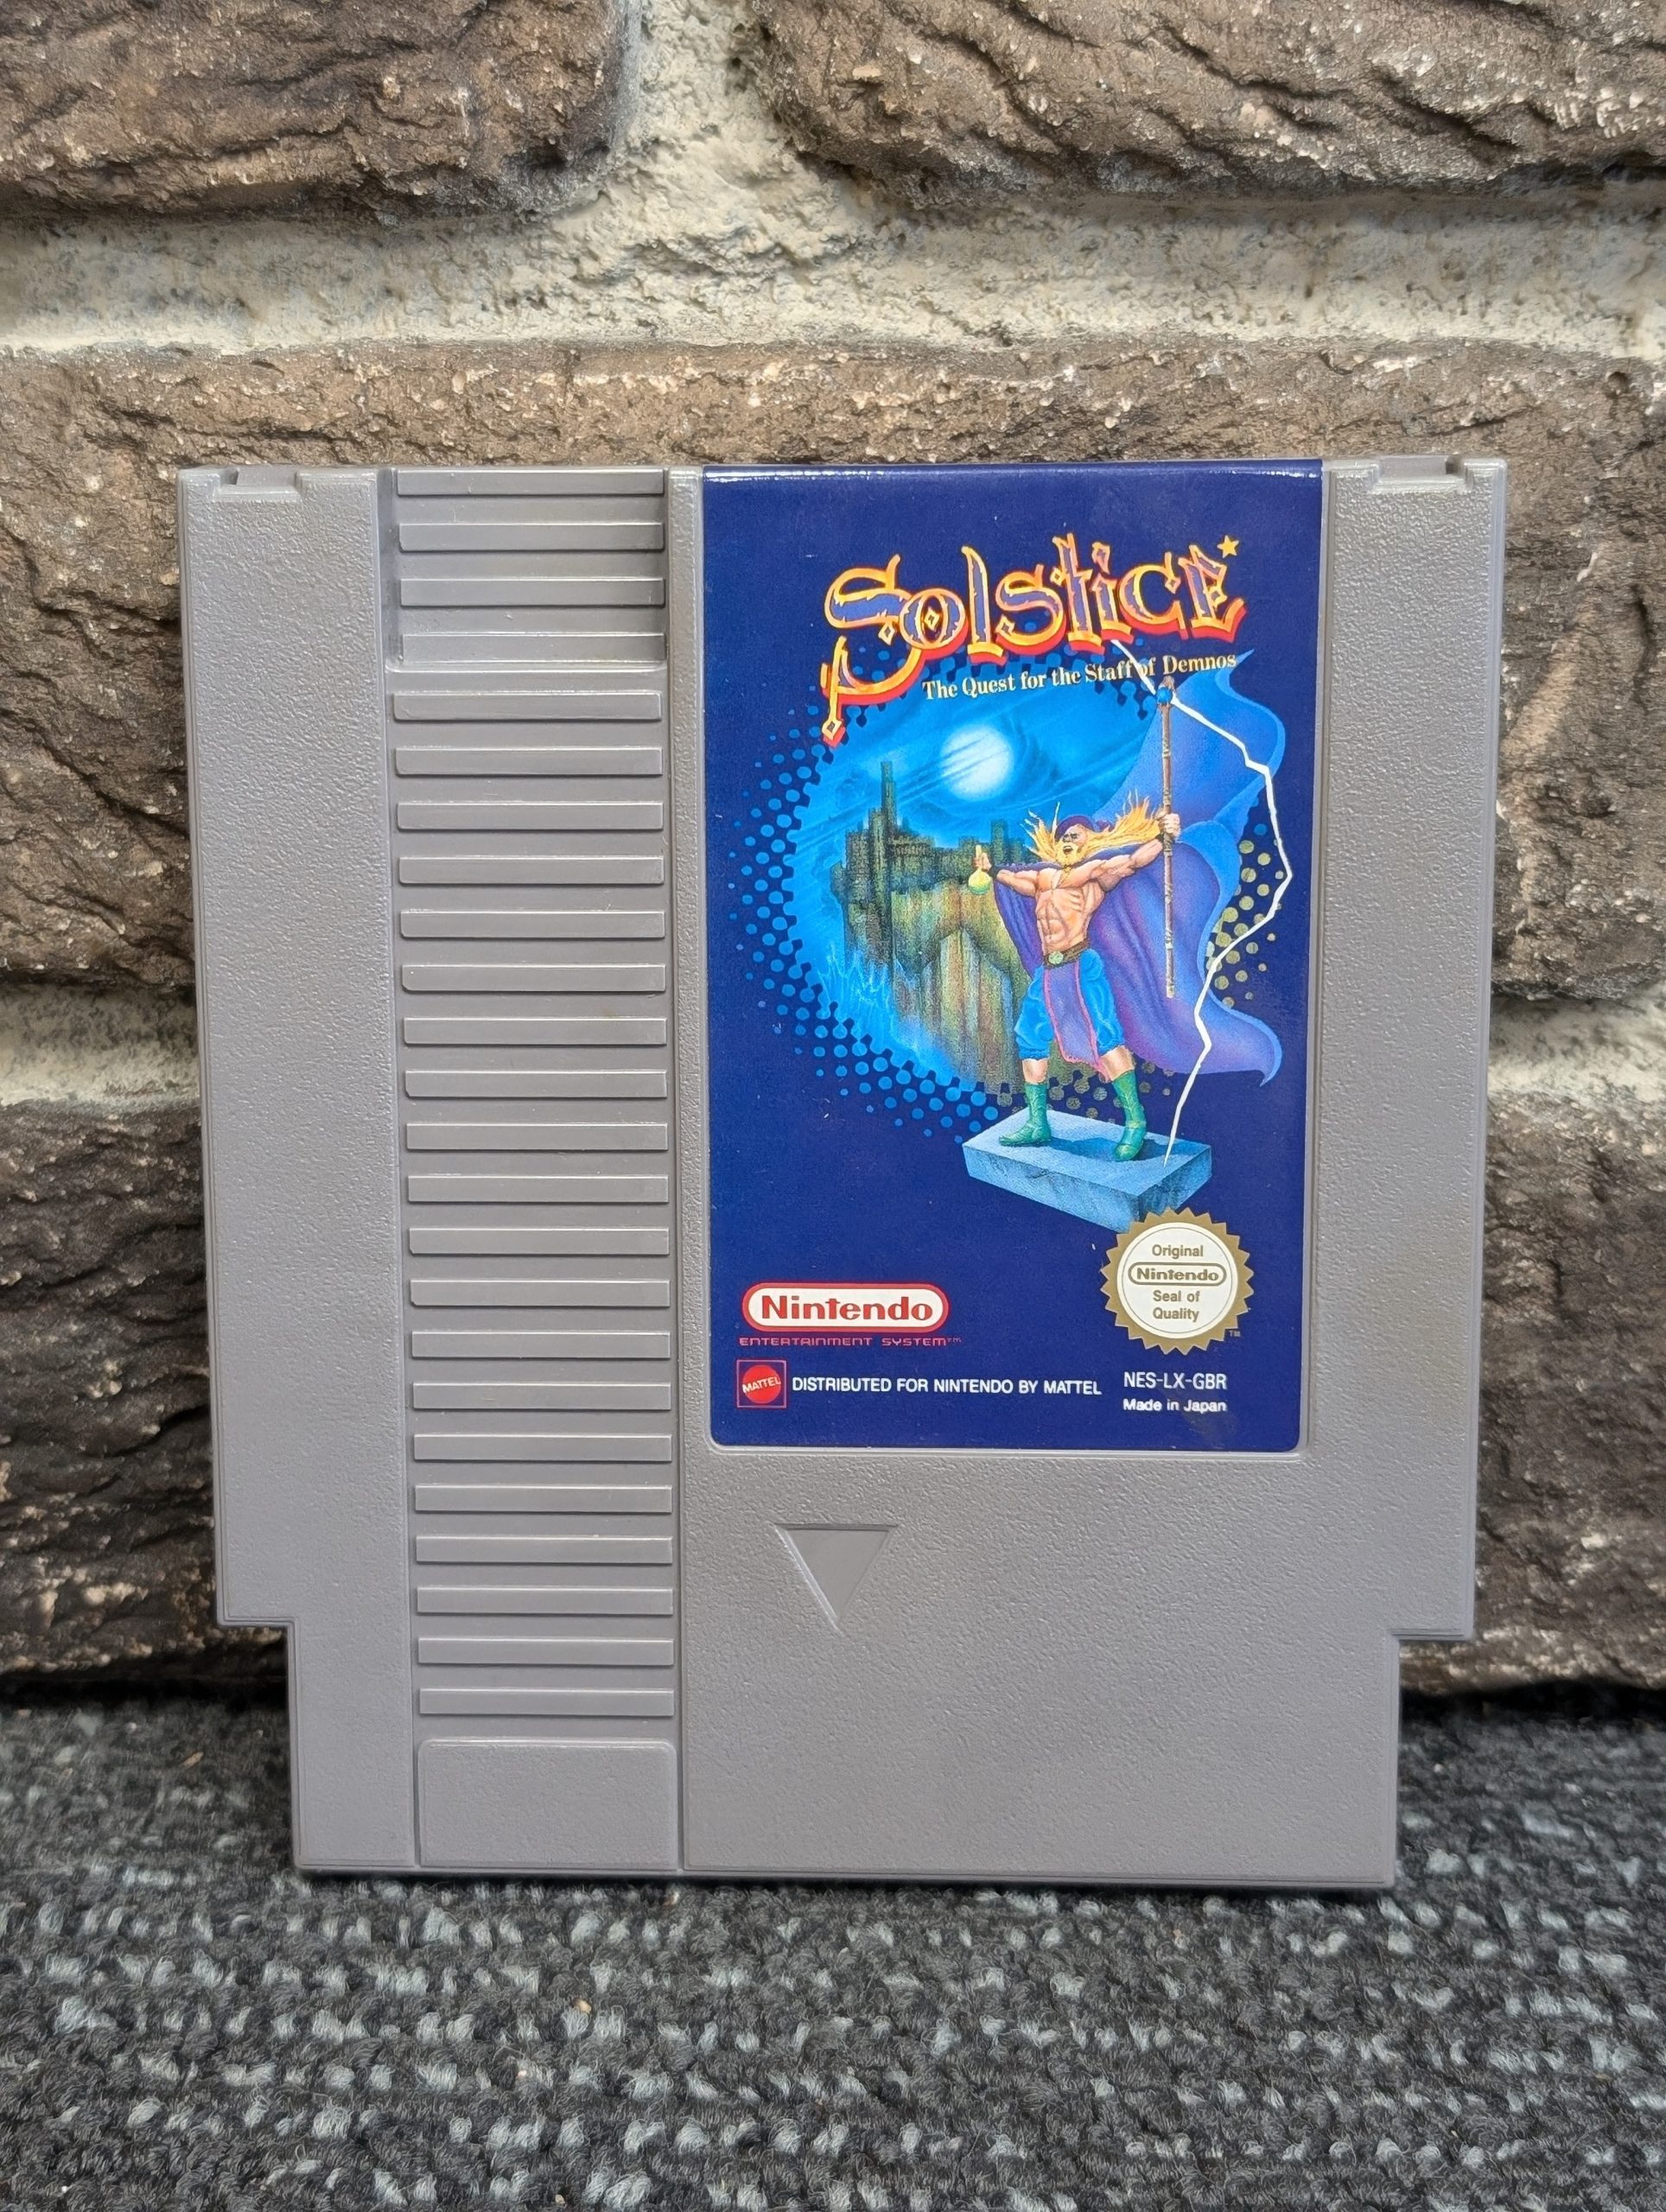 Solstice
The Quest for the Staff of Demnos
Original
Nintendo
Seal of
Quality
TM
Nintendo
ENTERTAINMENT SYSTEM™
MATTEL
DISTRIBUTED FOR NINTENDO BY MATTEL
NES-LX-GBR
Made in Japan